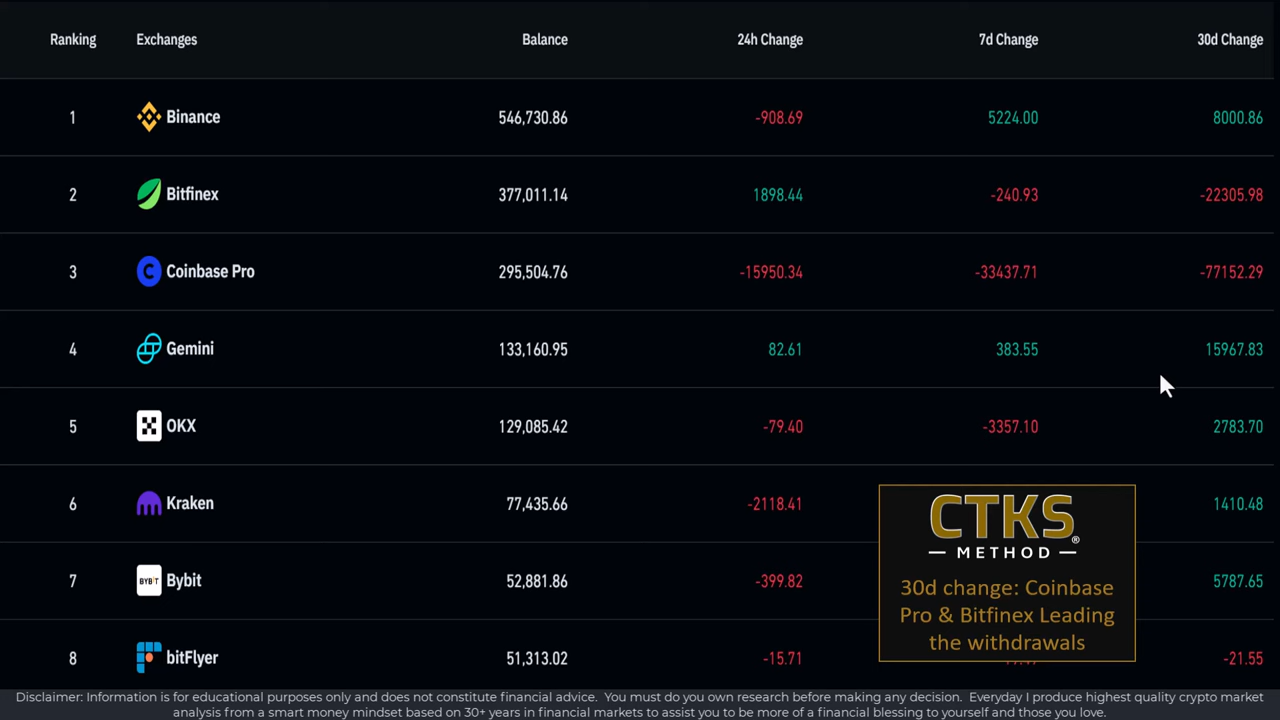 Ranking Exchanges Balance 24h Change 7d Change 30d Change
1 Binance 546,730.86 -908.69 5224.00 8000.86
2 Bitfinex 377,011.14 1898.44 -240.93 -22305.98
3 Coinbase Pro 295,504.76 -15950.34 -33437.71 -77152.29
4 Gemini 133,160.95 82.61 383.55 15967.83
5 OKX 129,085.42 -79.40 -3357.10 2783.70
6 Kraken 77,435.66 -2118.41 1410.48
7 BYBIT Bybit 52,881.86 -399.82 5787.65
8 bitFlyer 51,313.02 -15.71 -21.55
CTKS®
METHOD
30d change: Coinbase
Pro & Bitfinex Leading
the withdrawals
Disclaimer: Information is for educational purposes only and does not constitute financial advice. You must do you own research before making any decision. Everyday I produce highest quality crypto market
analysis from a smart money mindset based on 30+ years in financial markets to assist you to be more of a financial blessing to yourself and those you love.